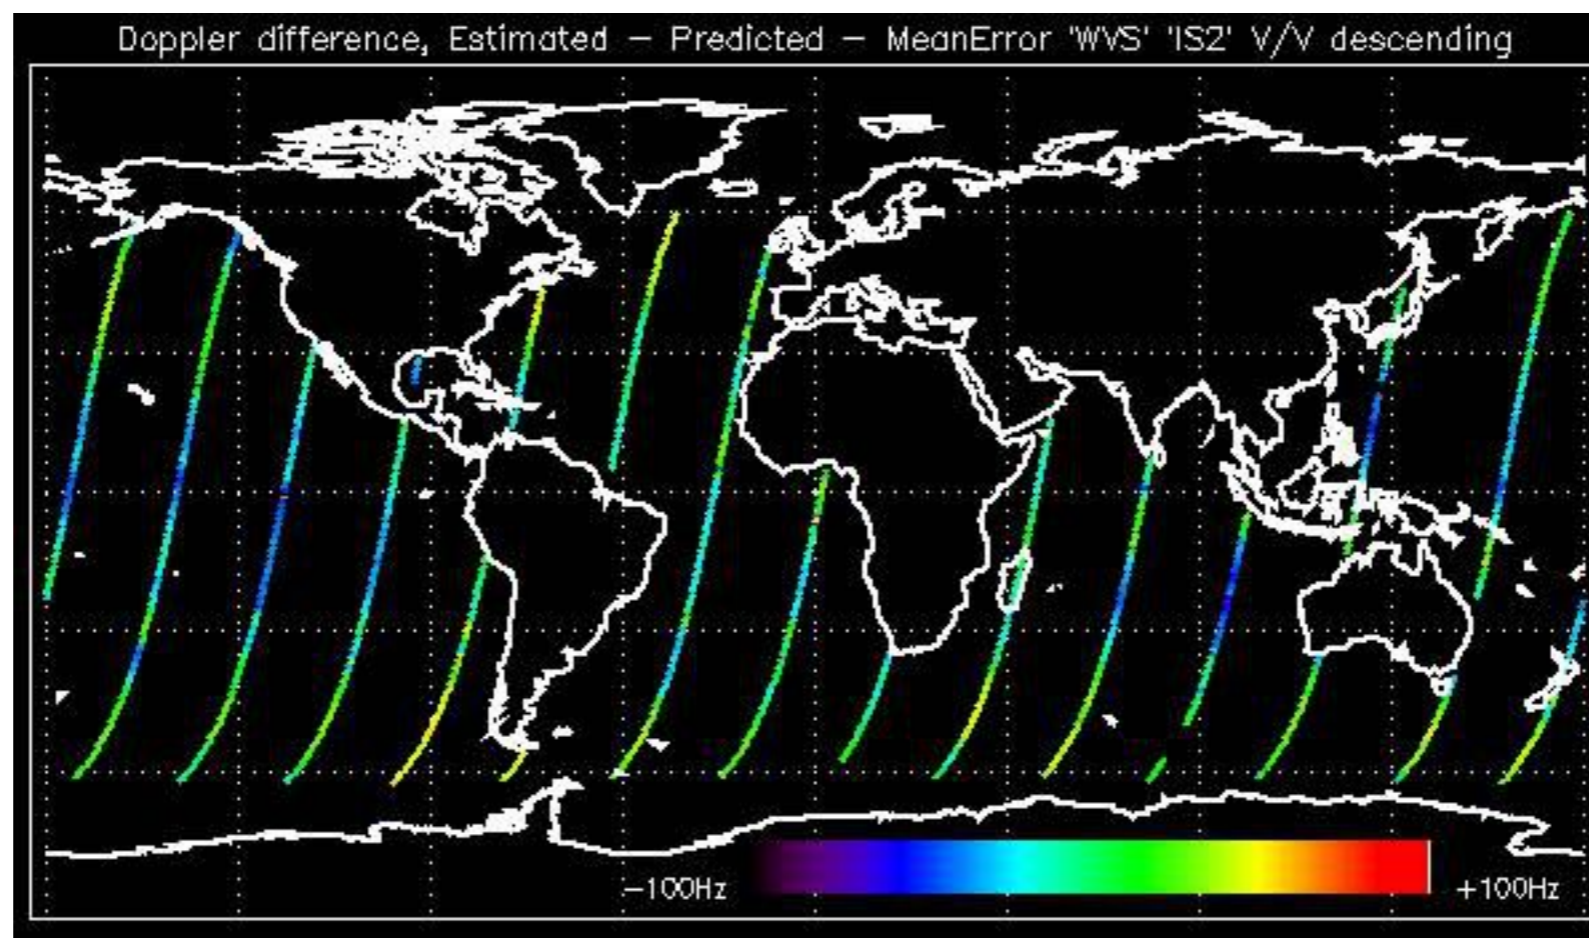 Doppler difference, Estimated – Predicted – MeanError 'WVS' 'IS2' V/V descending
-100Hz
+100Hz